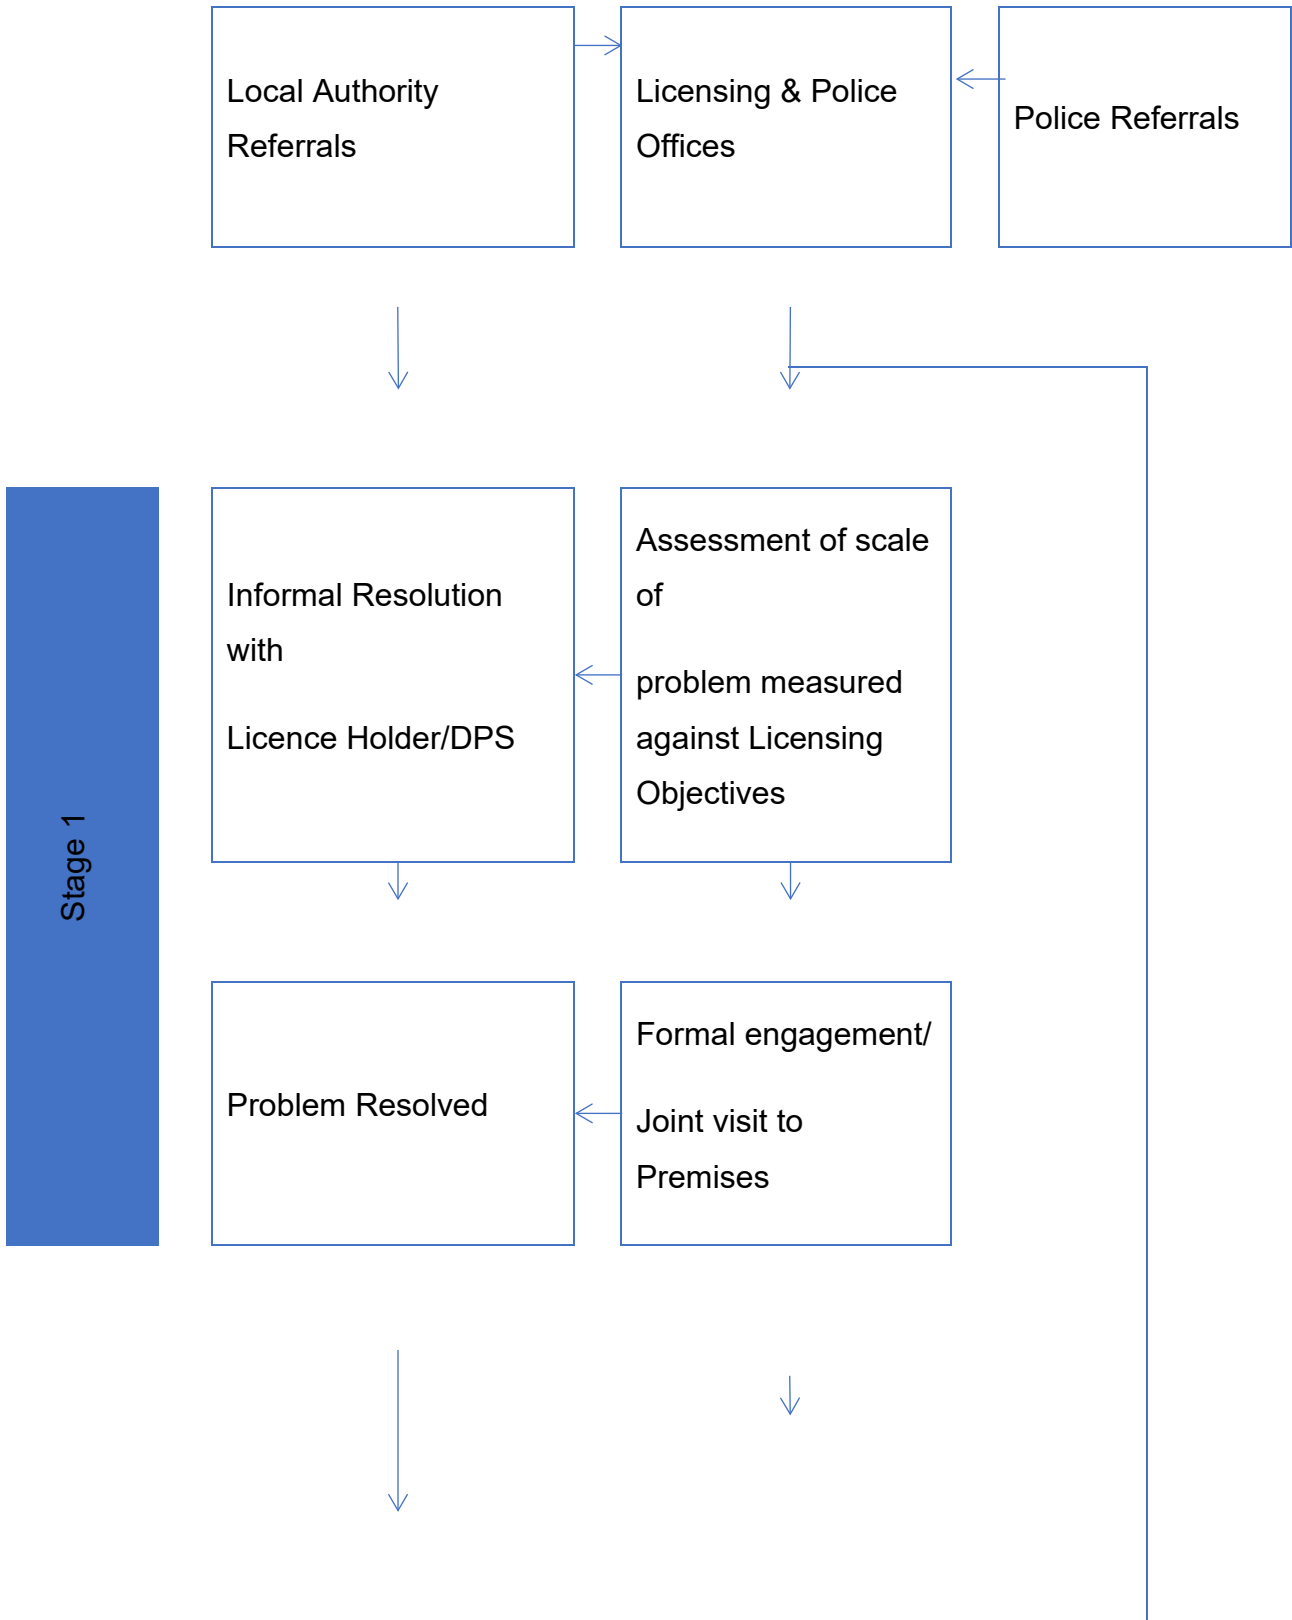 Local Authority
Referrals
Licensing & Police
Offices
Police Referrals
Stage 1
Informal Resolution
with
Licence Holder/DPS
Assessment of scale
of
problem measured
against Licensing
Objectives
Problem Resolved
Formal engagement/
Joint visit to
Premises